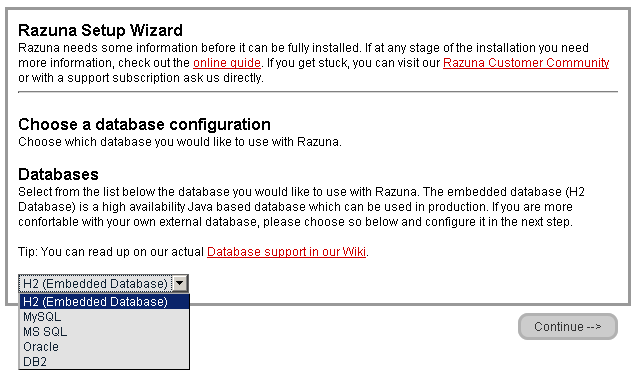 Razuna Setup Wizard
Razuna needs some information before it can be fully installed. If at any stage of the installation you need
more information, check out the online guide. If you get stuck, you can visit our Razuna Customer Community
or with a support subscription ask us directly.
Choose a database configuration
Choose which database you would like to use with Razuna.
Databases
Select from the list below the database you would like to use with Razuna. The embedded database (H2
Database) is a high availability Java based database which can be used in production. If you are more
confortable with your own external database, please choose so below and configure it in the next step.
Tip: You can read up on our actual Database support in our Wiki.
H2 (Embedded Database)
H2 (Embedded Database)
MySQL
MS SQL
Oracle
DB2
Continue -->